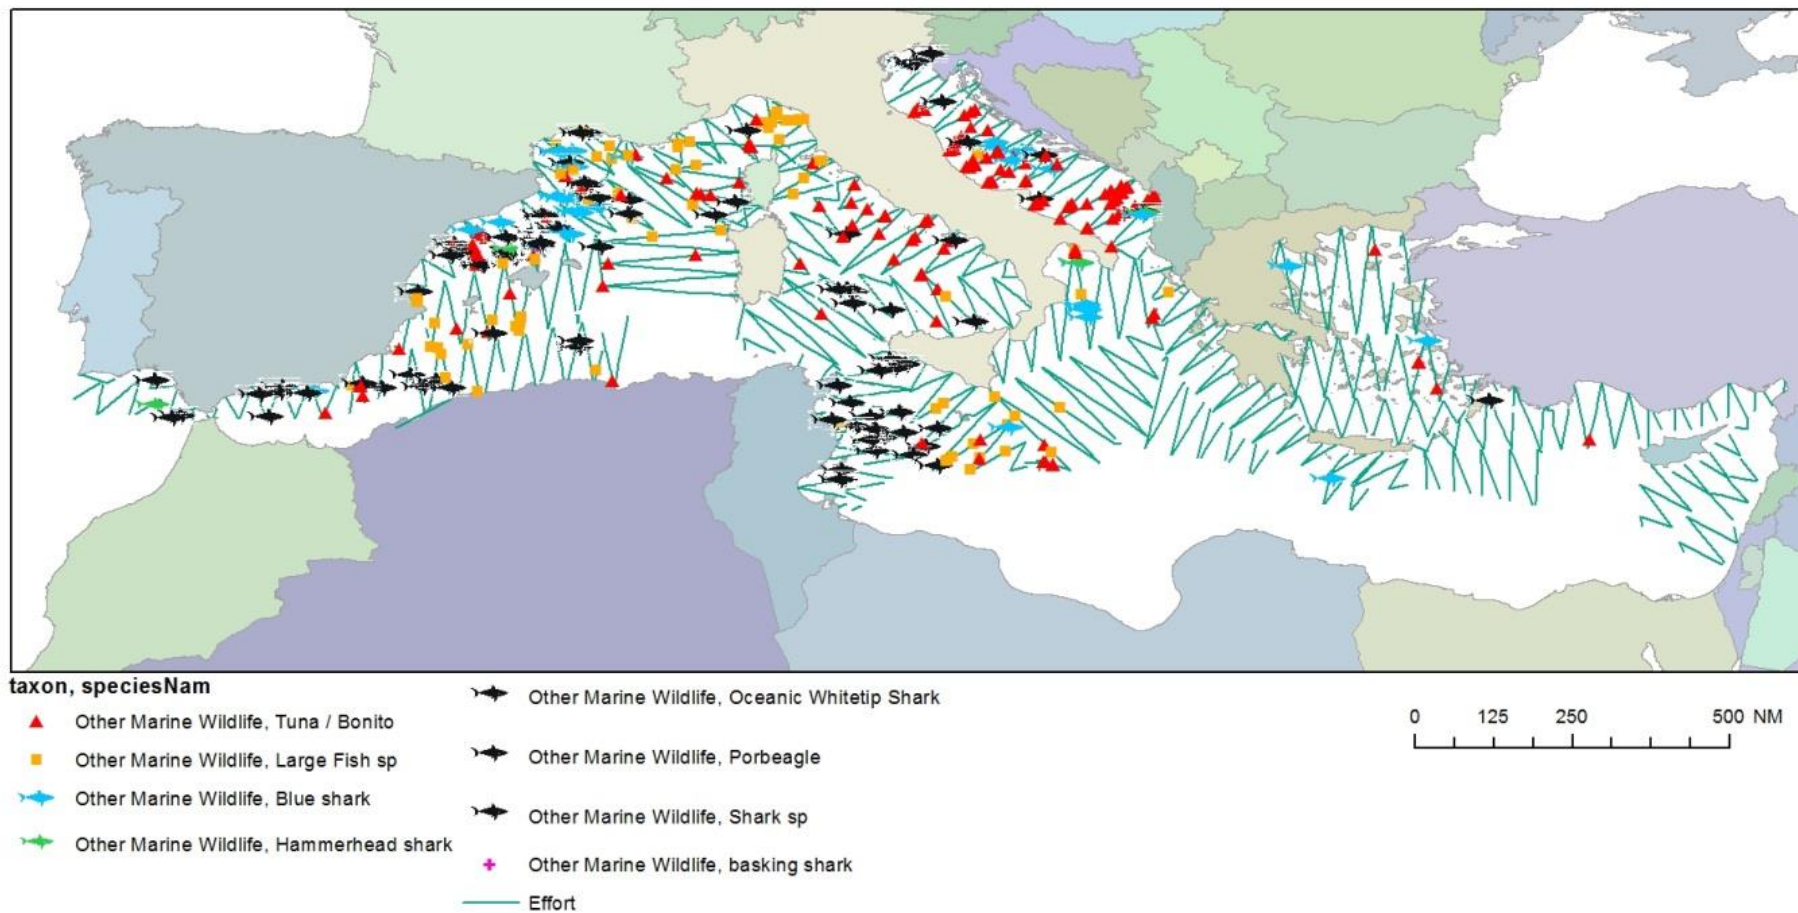 taxon, speciesNam
Other Marine Wildlife, Tuna / Bonito
Other Marine Wildlife, Large Fish sp
Other Marine Wildlife, Blue shark
Other Marine Wildlife, Hammerhead shark
Other Marine Wildlife, Oceanic Whitetip Shark
Other Marine Wildlife, Porbeagle
Other Marine Wildlife, Shark sp
Other Marine Wildlife, basking shark
Effort
0 125 250 500 NM